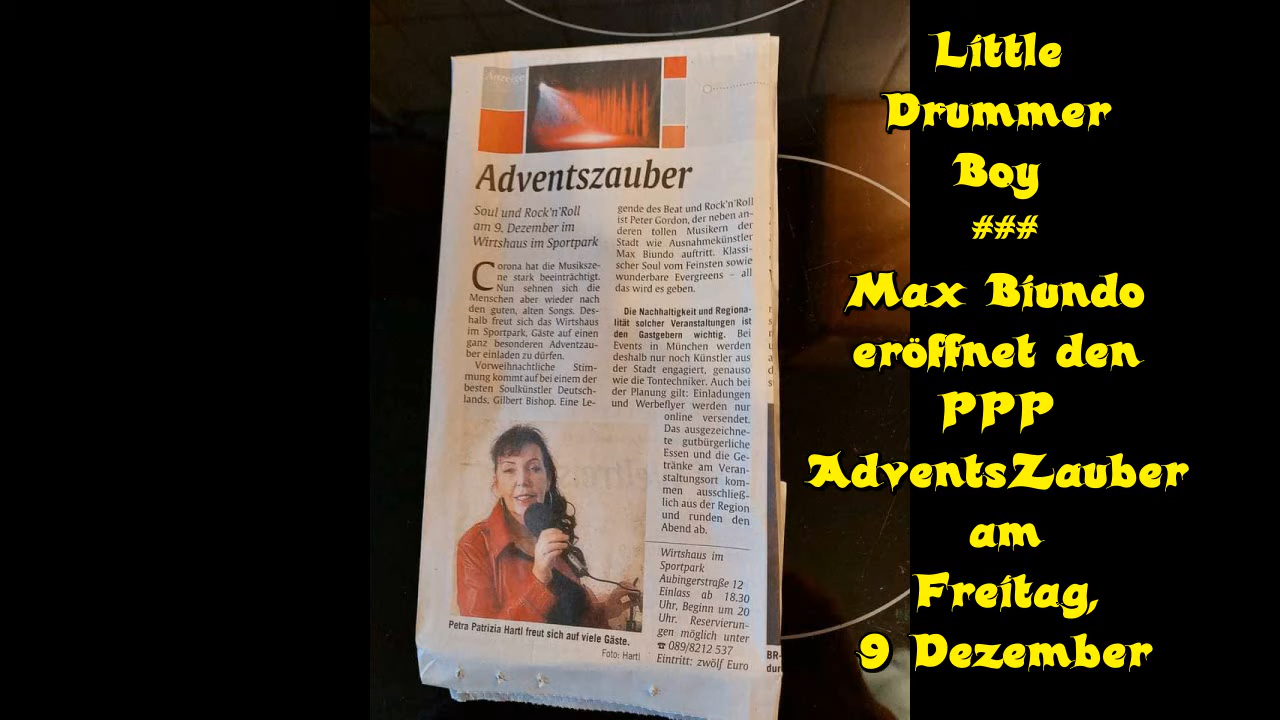 Anzeige
Adventszauber
Soul und Rock'n'Roll
am 9. Dezember im
Wirtshaus im Sportpark
Corona hat die Musiksze-
ne stark beeinträchtigt.
Nun sehnen sich die
Menschen aber wieder nach
den guten, alten Songs. Des-
halb freut sich das Wirtshaus
im Sportpark, Gäste auf einen
ganz besonderen Adventzau-
ber einladen zu dürfen.
Vorweihnachtliche Stim-
mung kommt auf bei einem der
besten Soulkünstler Deutsch-
lands, Gilbert Bishop. Eine Le-
gende des Beat und Rock'n'Roll
ist Peter Gordon, der neben an-
deren tollen Musikern der
Stadt wie Ausnahmekünstler
Max Biundo auftritt. Klassi-
scher Soul vom Feinsten sowie
wunderbare Evergreens – all
das wird es geben.
Die Nachhaltigkeit und Regiona-
lität solcher Veranstaltungen ist
den Gastgebern wichtig. Bei
Events in München werden
deshalb nur noch Künstler aus
der Stadt engagiert, genauso
wie die Tontechniker. Auch bei
der Planung gilt: Einladungen
und Werbeflyer werden nur
online versendet.
Das ausgezeichne-
te gutbürgerliche
Essen und die Ge-
tränke am Veran-
staltungsort kom-
men ausschließ-
lich aus der Region
und runden den
Abend ab.
Petra Patrizia Hartl freut sich auf viele Gäste.
Foto: Hartl
Wirtshaus im
Sportpark
Aubingerstraße 12
Einlass ab 18.30
Uhr, Beginn um 20
Uhr. Reservierun-
gen möglich unter
☎ 089/8212 537
Eintritt: zwölf Euro
BR-
Little
Drummer
Boy
###
Max Biundo
eröffnet den
PPP
AdventsZauber
am
Freitag,
9 Dezember